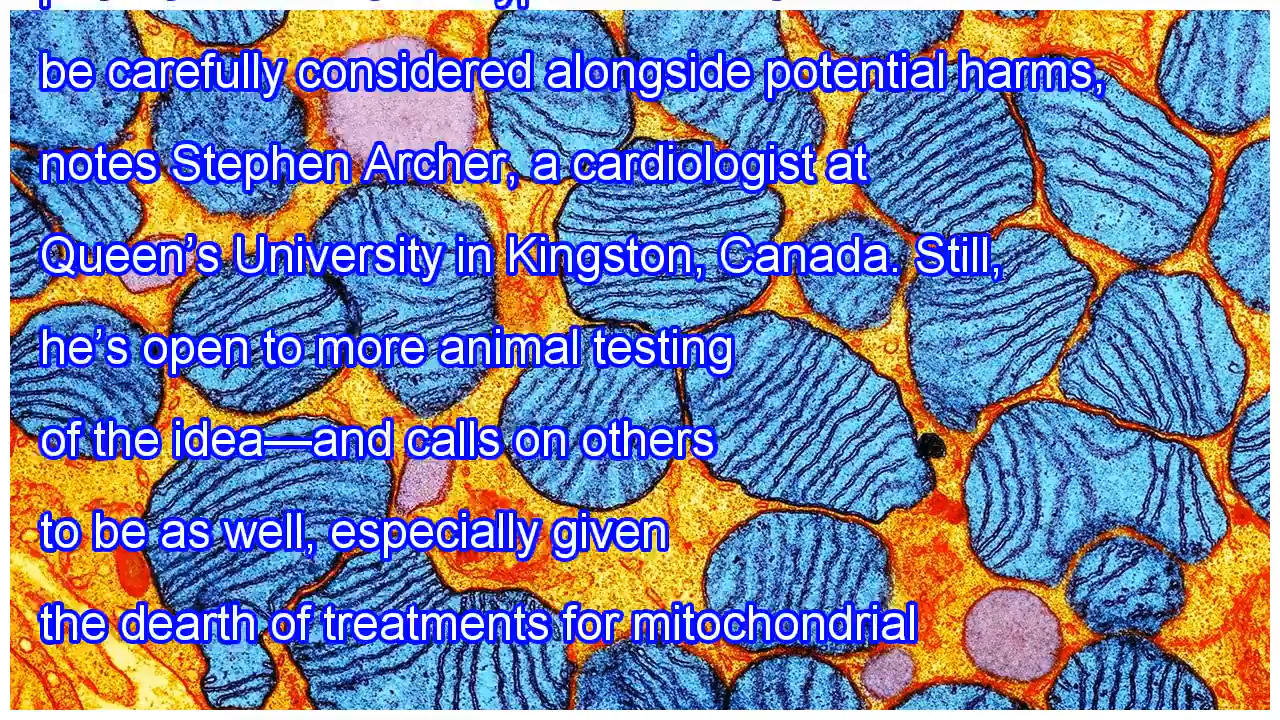 be carefully considered alongside potential harms,
notes Stephen Archer, a cardiologist at
Queen’s University in Kingston, Canada. Still,
he’s open to more animal testing
of the idea—and calls on others
to be as well, especially given
the dearth of treatments for mitochondrial